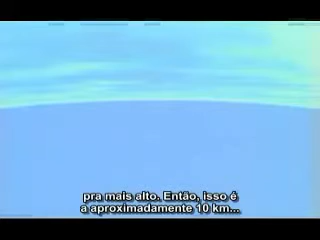 pra mais alto. Então, isso é
à aproximadamente 10 km...